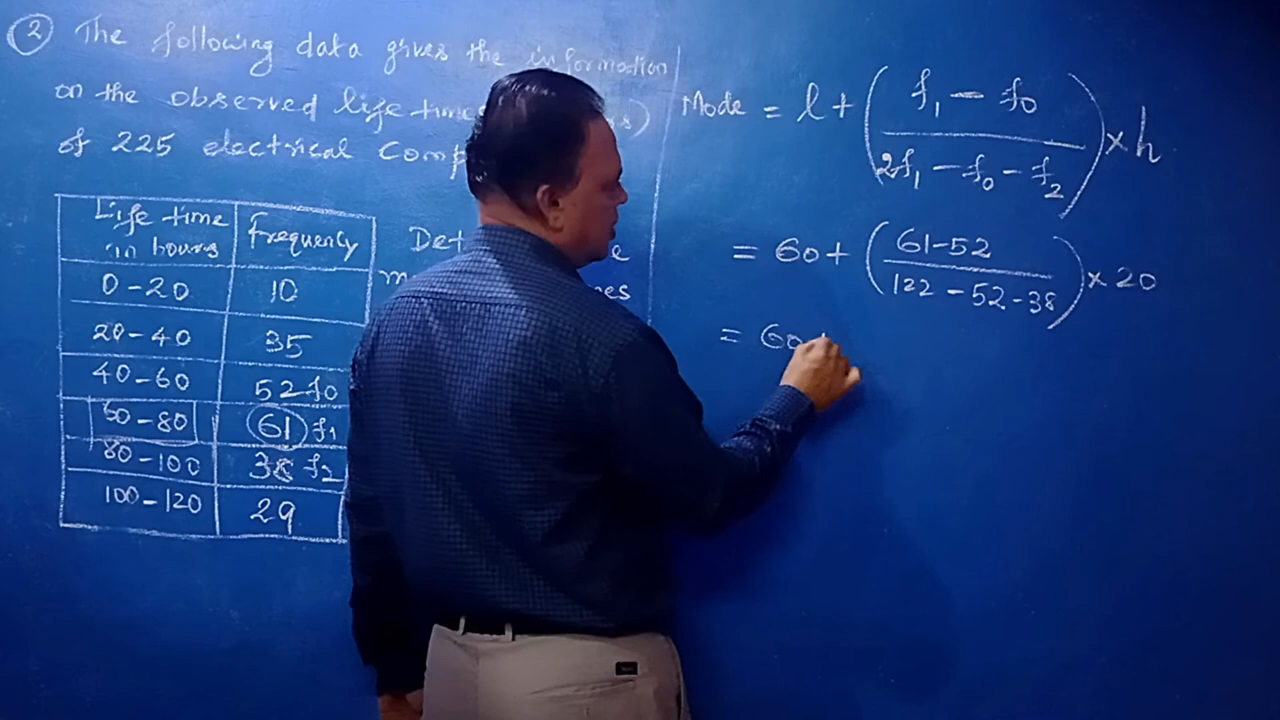 2 The following data gives the information
on the observed life times
of 225 electrical
Life time in hours | Frequency
0-20 | 10
20-40 | 35
40-60 | 52 f0
60-80 | 61 f1
80-100 | 38 f2
100-120 | 29
Mode = l + ( (f1 - f0) / (2f1 - f0 - f2) ) × h
= 60 + ( (61-52) / (122-52-38) ) × 20
= 60